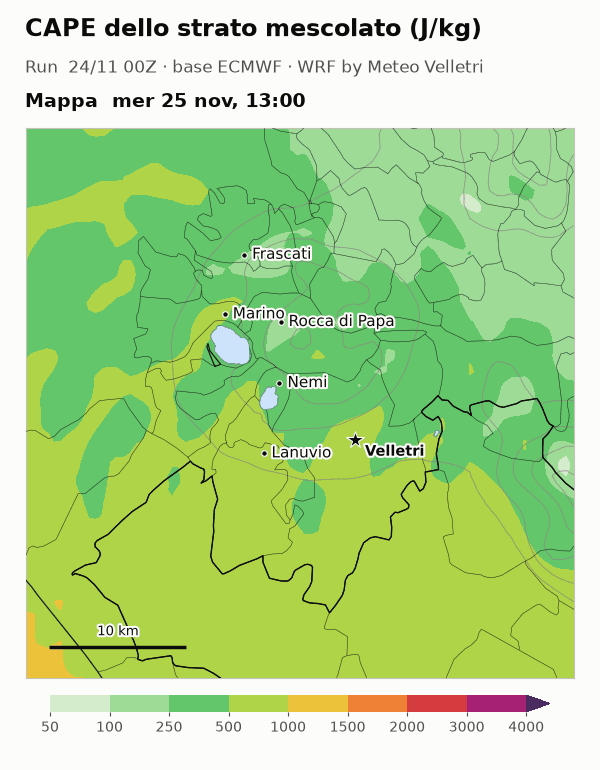 CAPE dello strato mescolato (J/kg)
Run  24/11 00Z · base ECMWF · WRF by Meteo Velletri
Mappa  mer 25 nov, 13:00
Frascati
Marino
Rocca di Papa
Nemi
Velletri
Lanuvio
10 km
50 100 250 500 1000 1500 2000 3000 4000